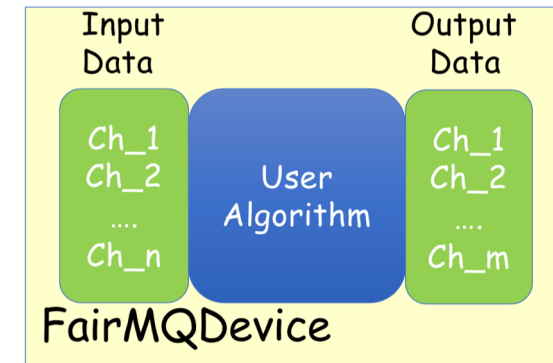 Input
Data
Ch_1
Ch_2
....
Ch_n
User
Algorithm
Output
Data
Ch_1
Ch_2
....
Ch_m
FairMQDevice